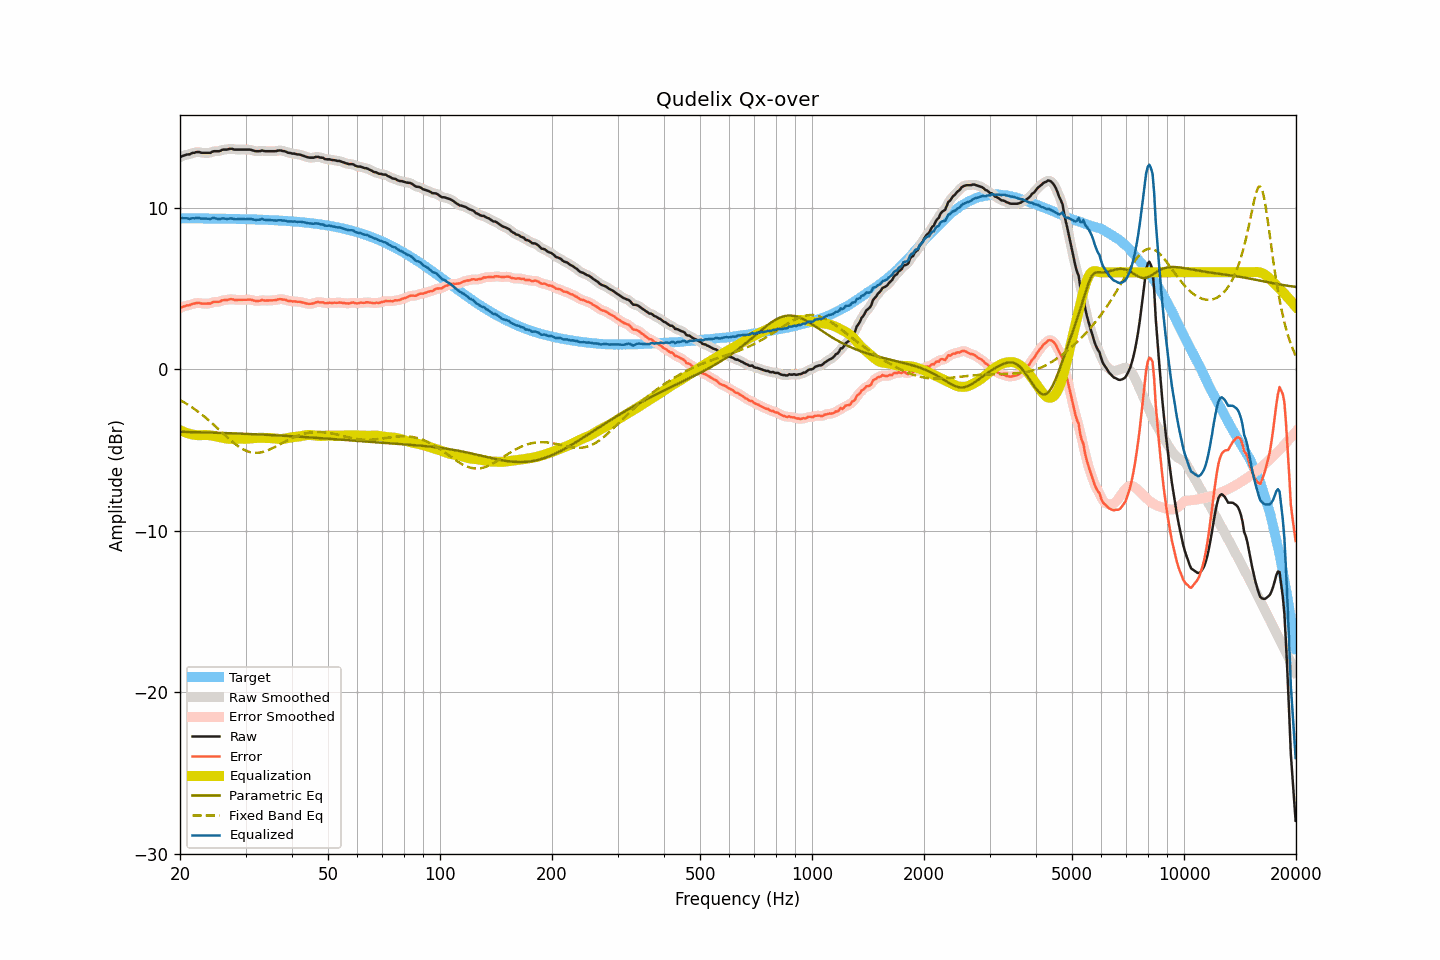 Qudelix Qx-over
10
0
−10
−20
−30
Amplitude (dBr)
Target
Raw Smoothed
Error Smoothed
Raw
Error
Equalization
Parametric Eq
Fixed Band Eq
Equalized
20 50 100 200 500 1000 2000 5000 10000 20000
Frequency (Hz)